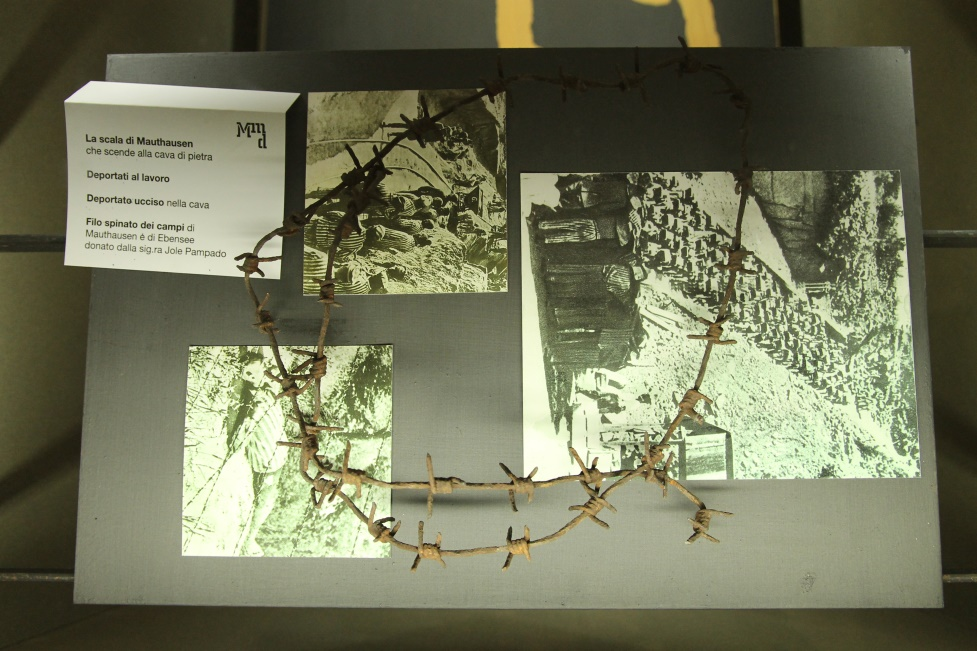 Mmd
La scala di Mauthausen
che scende alla cava di pietra
Deportati al lavoro
Deportato ucciso nella cava
Filo spinato dei campi di
Mauthausen è di Ebensee
donato dalla sig.ra Jole Pampado